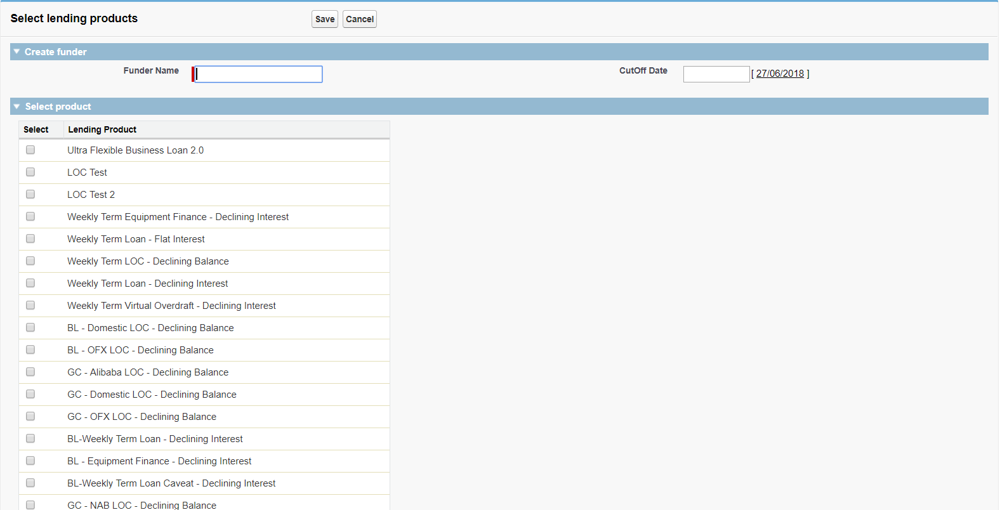 Select lending products Save Cancel
Create funder
Funder Name CutOff Date [ 27/06/2018 ]
Select product
Select Lending Product
Ultra Flexible Business Loan 2.0
LOC Test
LOC Test 2
Weekly Term Equipment Finance - Declining Interest
Weekly Term Loan - Flat Interest
Weekly Term LOC - Declining Balance
Weekly Term Loan - Declining Interest
Weekly Term Virtual Overdraft - Declining Interest
BL - Domestic LOC - Declining Balance
BL - OFX LOC - Declining Balance
GC - Alibaba LOC - Declining Balance
GC - Domestic LOC - Declining Balance
GC - OFX LOC - Declining Balance
BL-Weekly Term Loan - Declining Interest
BL - Equipment Finance - Declining Interest
BL-Weekly Term Loan Caveat - Declining Interest
GC - NAB LOC - Declining Balance